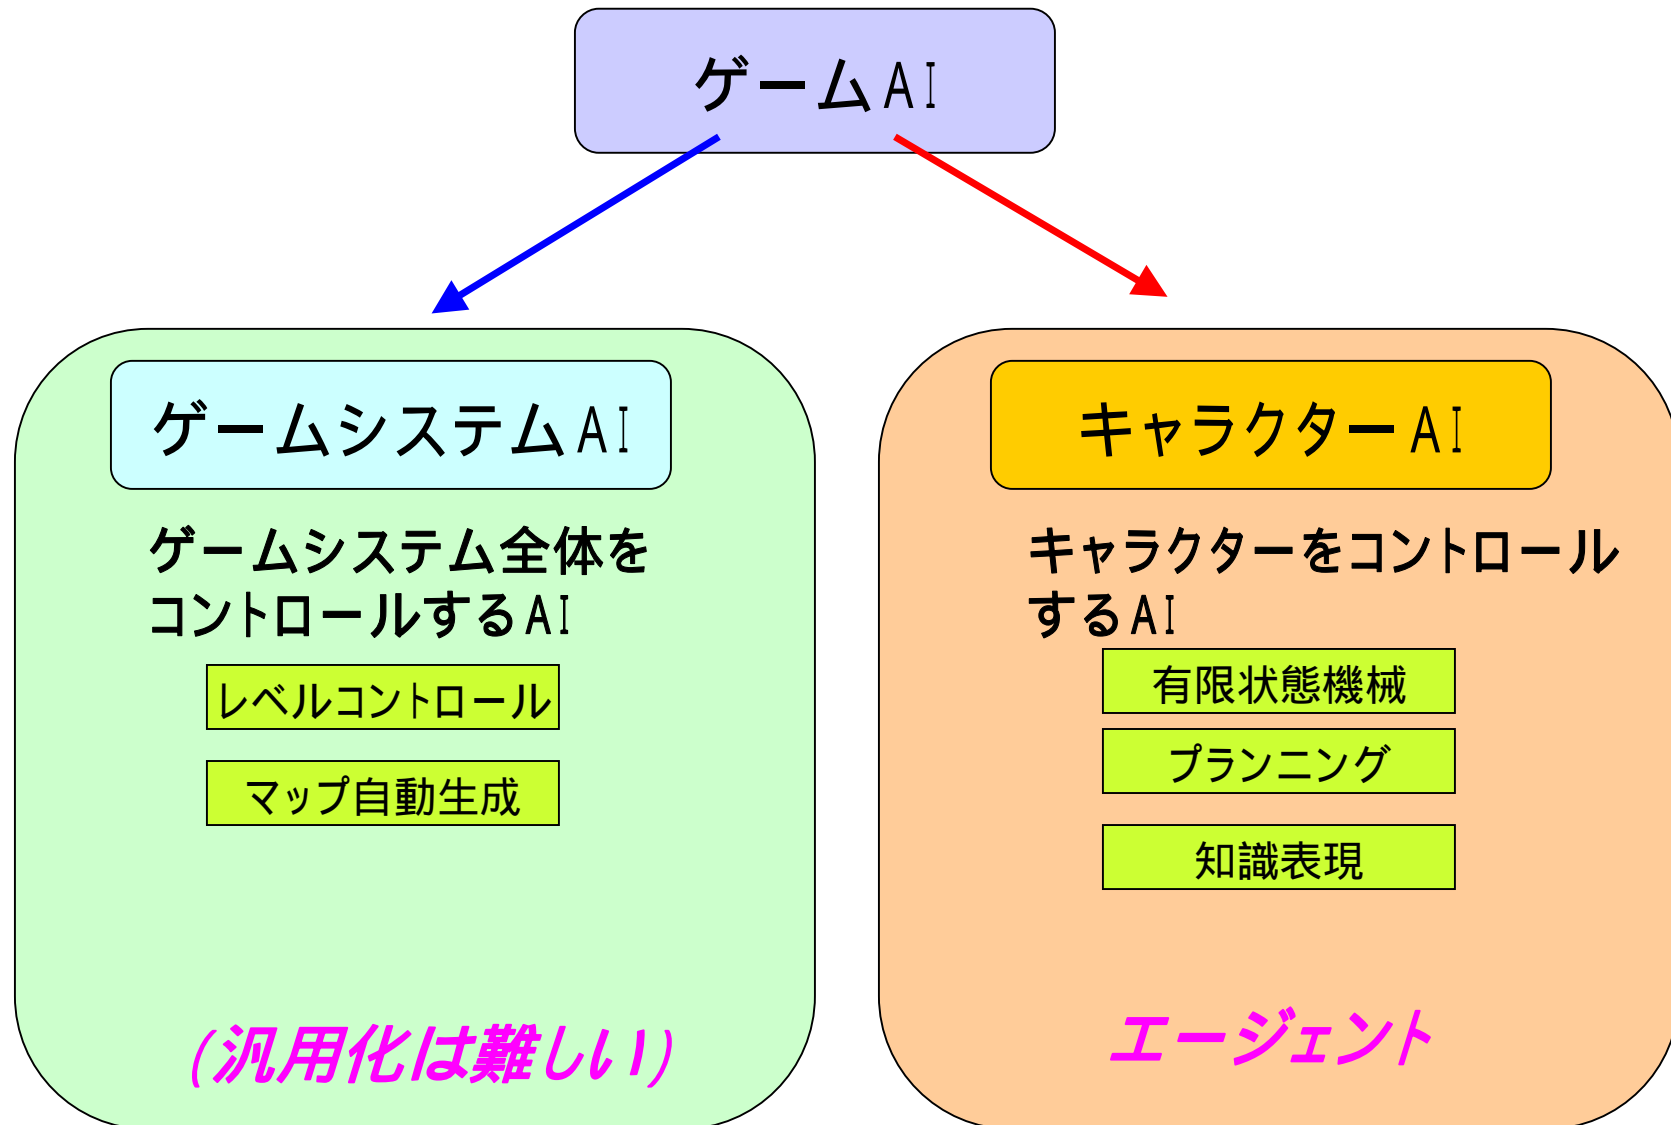 ゲームAI
ゲームシステムAI
ゲームシステム全体を
コントロールするAI
レベルコントロール
マップ自動生成
(汎用化は難しい)
キャラクターAI
キャラクターをコントロール
するAI
有限状態機械
プランニング
知識表現
エージェント